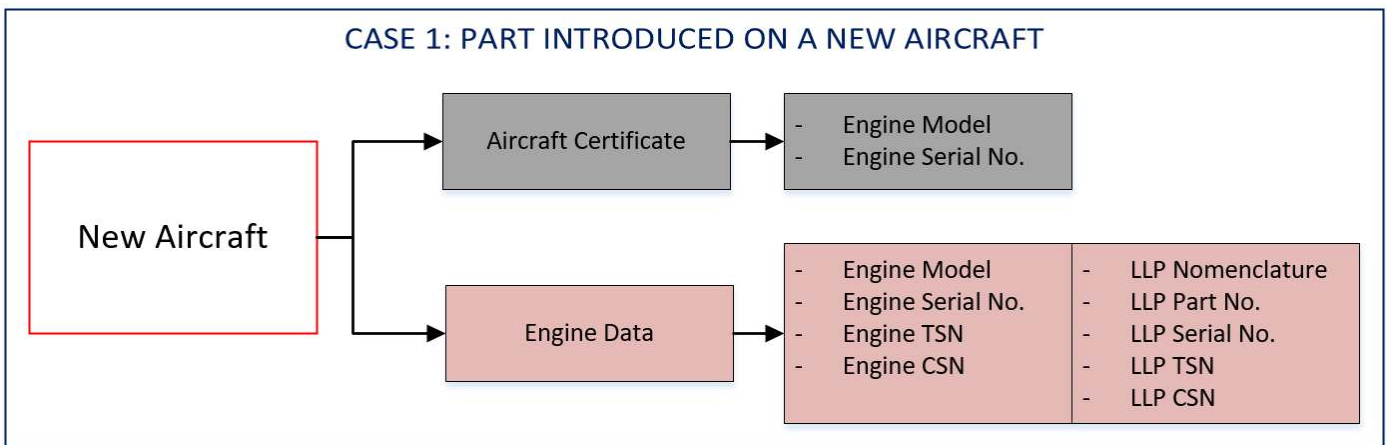 CASE 1: PART INTRODUCED ON A NEW AIRCRAFT
New Aircraft
Aircraft Certificate
- Engine Model
- Engine Serial No.
Engine Data
- Engine Model
- Engine Serial No.
- Engine TSN
- Engine CSN
- LLP Nomenclature
- LLP Part No.
- LLP Serial No.
- LLP TSN
- LLP CSN